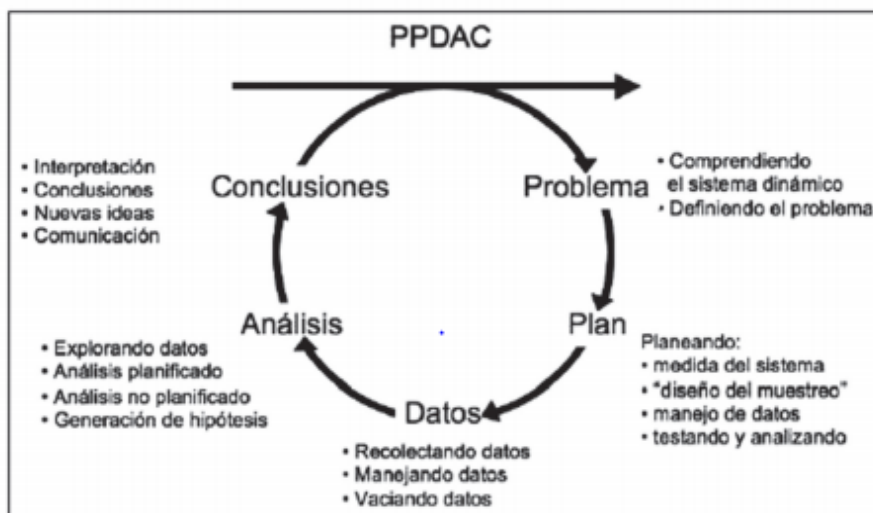 PPDAC
Conclusiones
• Interpretación
• Conclusiones
• Nuevas ideas
• Comunicación
Problema
• Comprendiendo
el sistema dinámico
• Definiendo el problema
Plan
Planeando:
• medida del sistema
• "diseño del muestreo"
• manejo de datos
• testando y analizando
Datos
• Recolectando datos
• Manejando datos
• Vaciando datos
Análisis
• Explorando datos
• Análisis planificado
• Análisis no planificado
• Generación de hipótesis